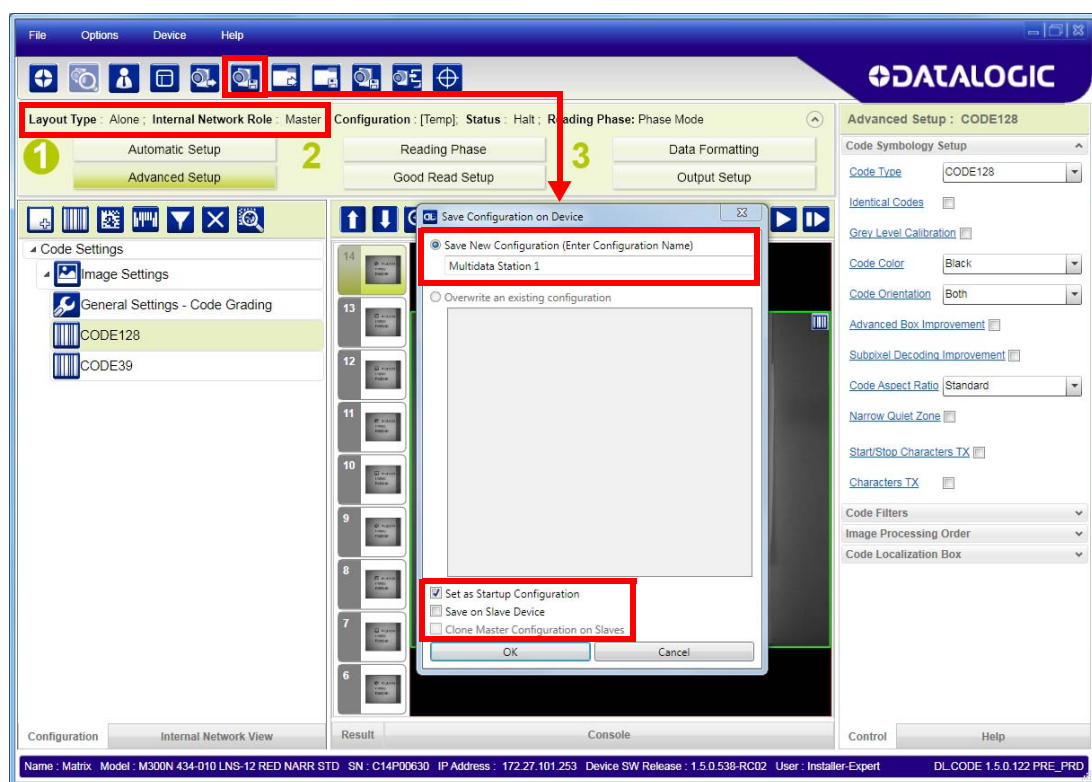 File Options Device Help
DATALOGIC
Layout Type : Alone ; Internal Network Role : Master Configuration : [Temp]; Status : Halt ; Reading Phase: Phase Mode
1 Automatic Setup 2 Reading Phase 3 Data Formatting
Advanced Setup Good Read Setup Output Setup
Code Settings
Image Settings
General Settings - Code Grading
CODE128
CODE39
14
13
12
11
10
9
8
7
6
Save Configuration on Device
Save New Configuration (Enter Configuration Name)
Multidata Station 1
Overwrite an existing configuration
Set as Startup Configuration
Save on Slave Device
Clone Master Configuration on Slaves
OK Cancel
Advanced Setup : CODE128
Code Symbology Setup
Code Type CODE128
Identical Codes
Grey Level Calibration
Code Color Black
Code Orientation Both
Advanced Box Improvement
Subpixel Decoding Improvement
Code Aspect Ratio Standard
Narrow Quiet Zone
Start/Stop Characters TX
Characters TX
Code Filters
Image Processing Order
Code Localization Box
Configuration Internal Network View Result Console Control Help
Name : Matrix Model : M300N 434-010 LNS-12 RED NARR STD SN : C14P00630 IP Address : 172.27.101.253 Device SW Release : 1.5.0.538-RC02 User : Installer-Expert DL.CODE 1.5.0.122 PRE_PRD